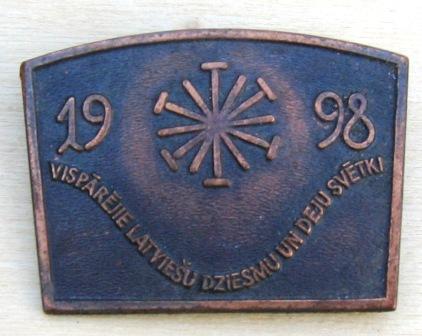 19 98
VISPĀRĒJIE LATVIEŠU DZIESMU UN DEJU SVĒTKI